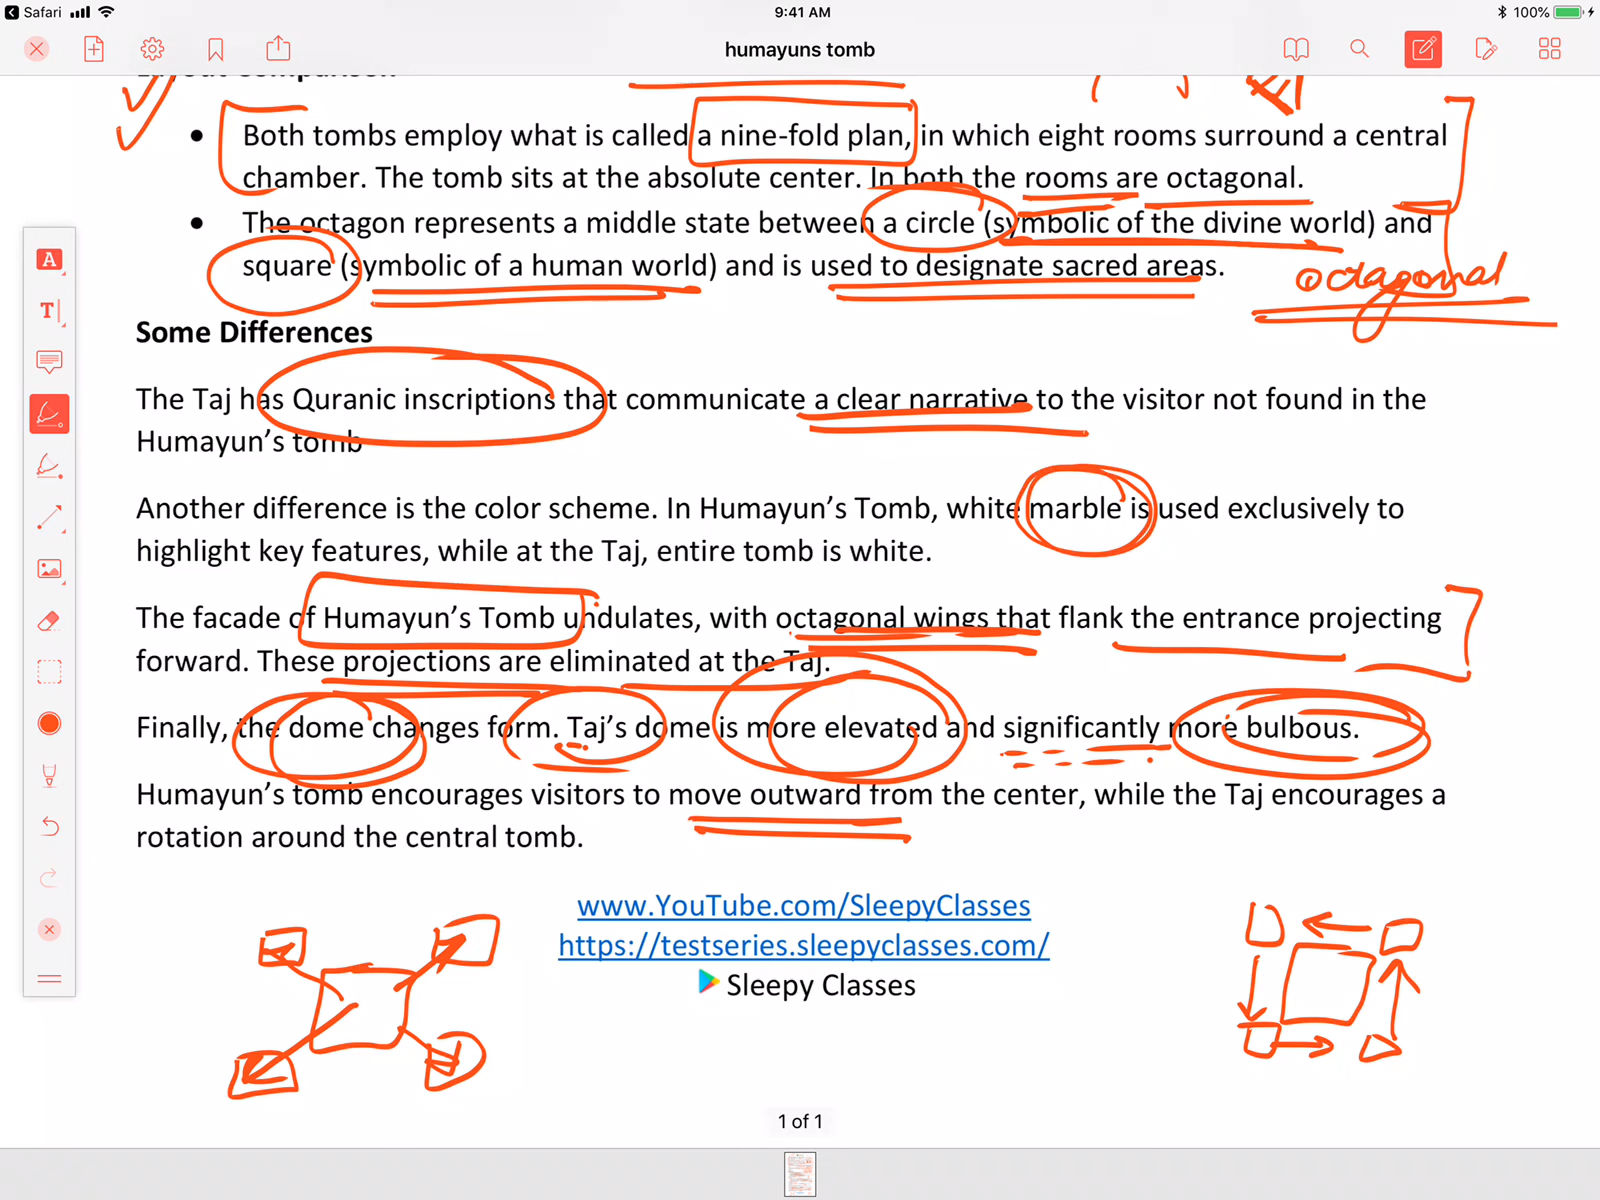 Safari
9:41 AM
100%
humayuns tomb
Layout Comparison
• Both tombs employ what is called a nine-fold plan, in which eight rooms surround a central
chamber. The tomb sits at the absolute center. In both the rooms are octagonal.
• The octagon represents a middle state between a circle (symbolic of the divine world) and
square (symbolic of a human world) and is used to designate sacred areas.
octagonal
Some Differences
The Taj has Quranic inscriptions that communicate a clear narrative to the visitor not found in the
Humayun’s tomb
Another difference is the color scheme. In Humayun’s Tomb, white marble is used exclusively to
highlight key features, while at the Taj, entire tomb is white.
The facade of Humayun’s Tomb undulates, with octagonal wings that flank the entrance projecting
forward. These projections are eliminated at the Taj.
Finally, the dome changes form. Taj’s dome is more elevated and significantly more bulbous.
Humayun’s tomb encourages visitors to move outward from the center, while the Taj encourages a
rotation around the central tomb.
www.YouTube.com/SleepyClasses
https://testseries.sleepyclasses.com/
Sleepy Classes
1 of 1
A
T